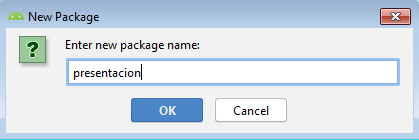 New Package
Enter new package name:
presentacion
OK
Cancel